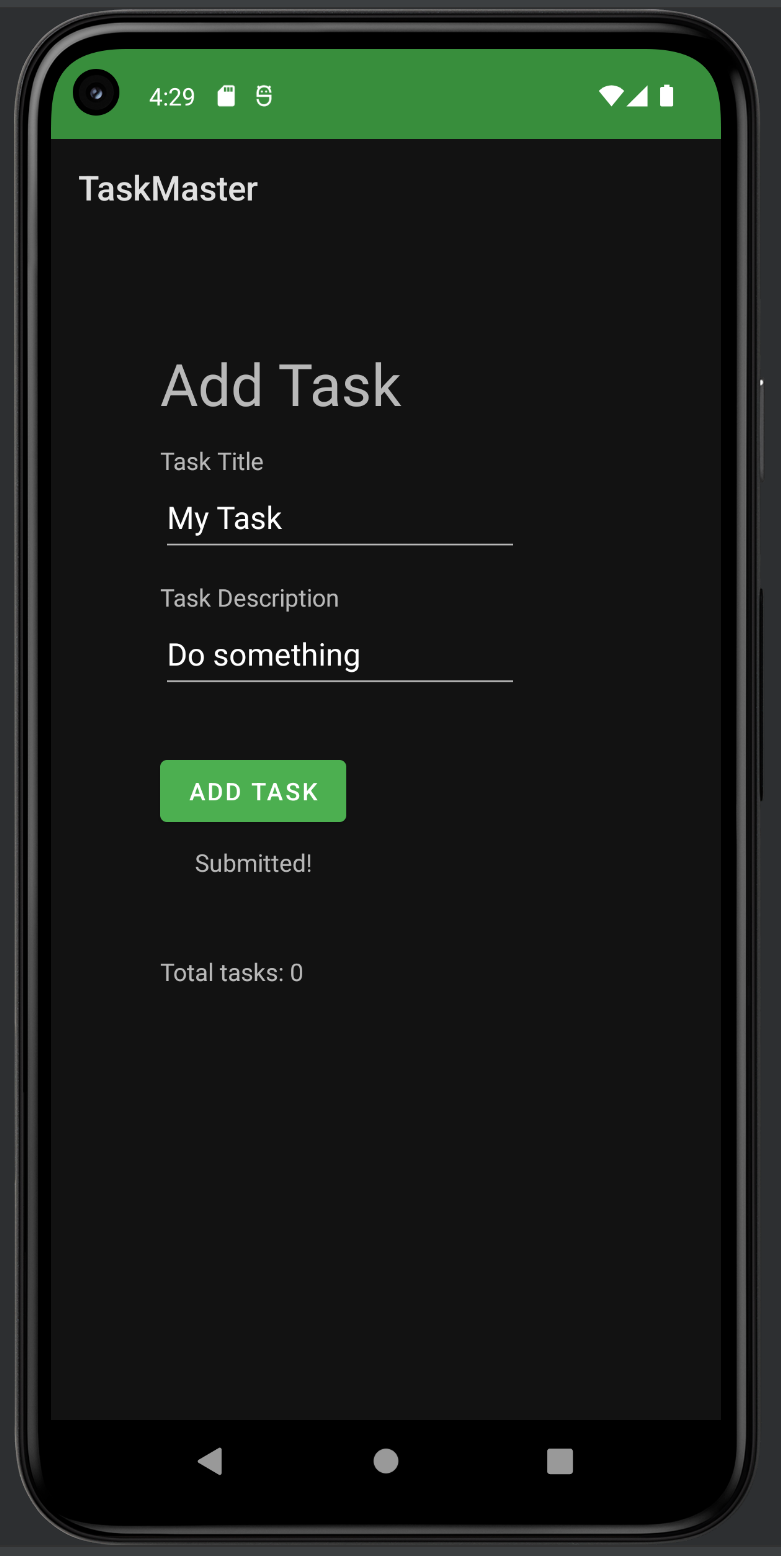 4:29
TaskMaster
Add Task
Task Title
My Task
Task Description
Do something
ADD TASK
Submitted!
Total tasks: 0